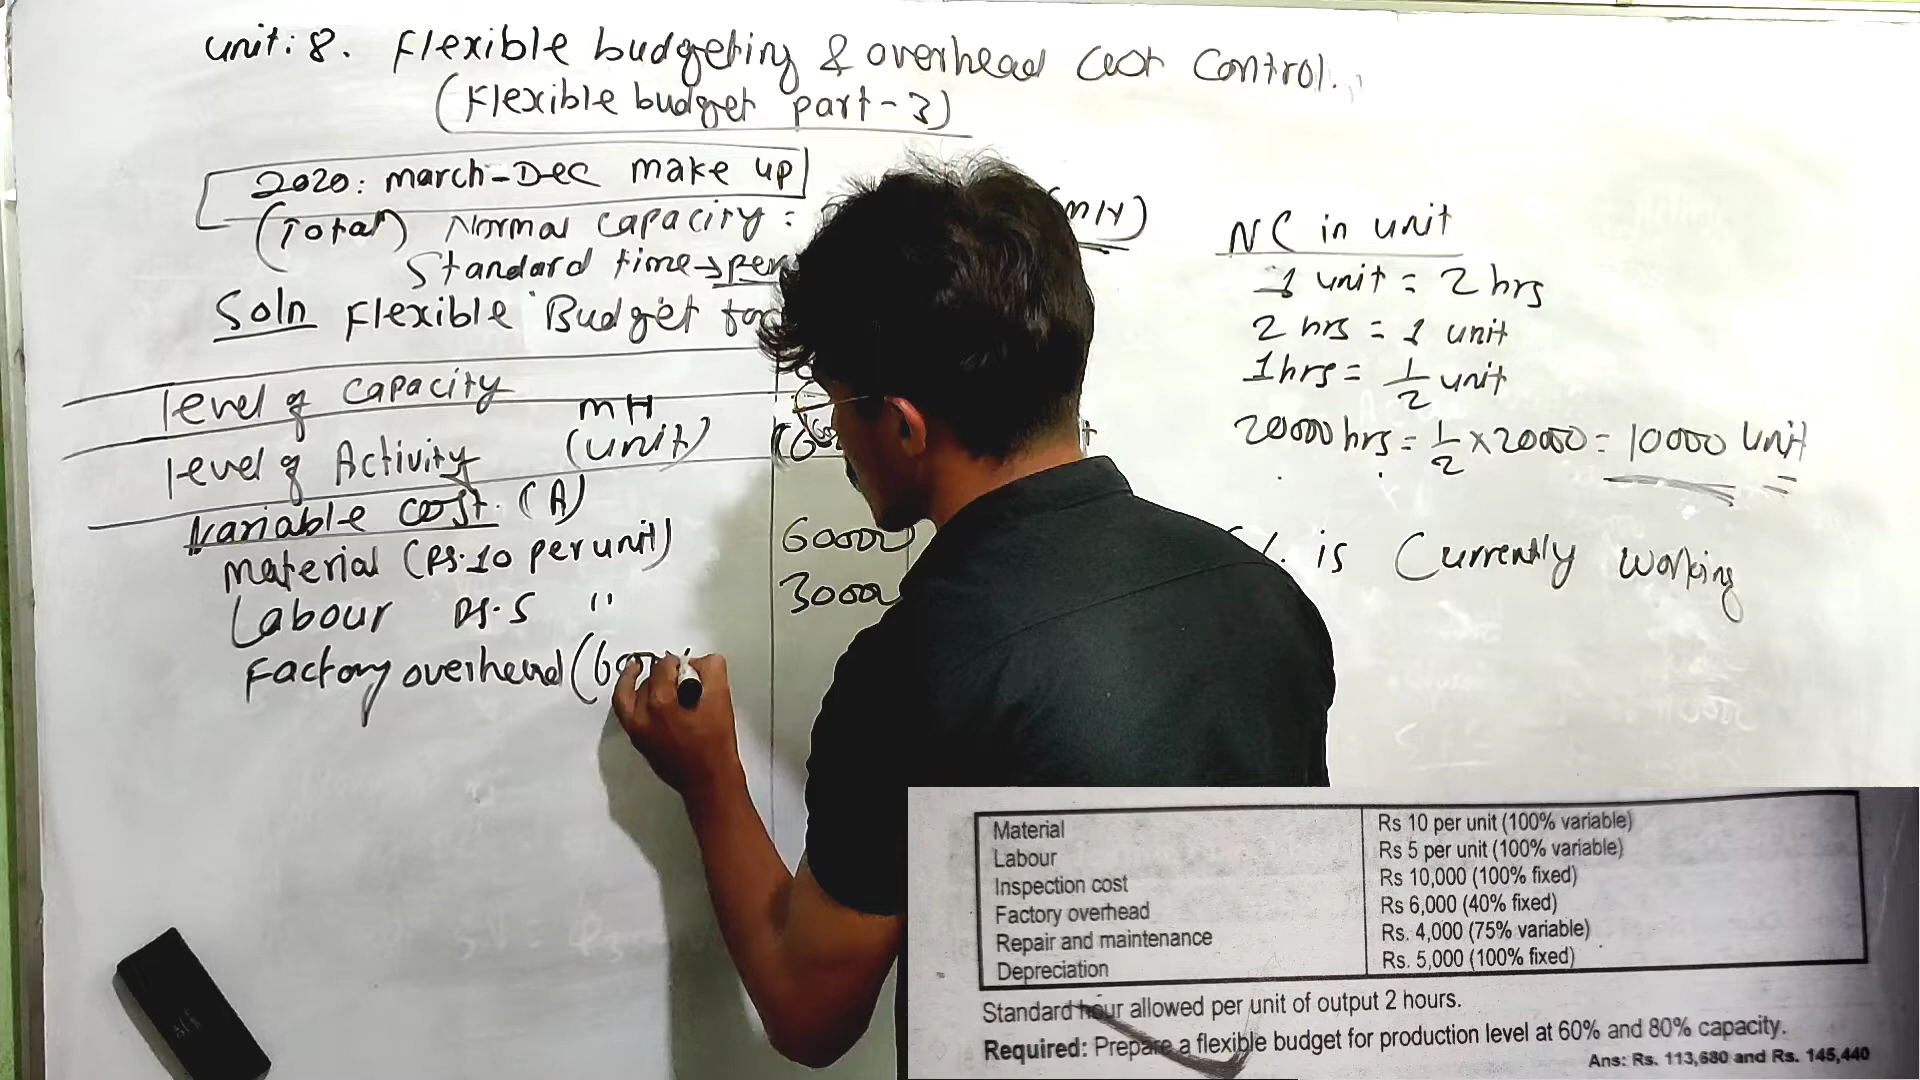 unit: 8. Flexible budgeting & overhead cost control.
(Flexible budget part-3)
2020: march-Dec make up
(Total) Normal capacity :
MH)
Standard time → per
Soln Flexible Budget for
level of capacity
level of Activity MH (unit)
Variable cost. (A)
Material (Rs.10 per unit) 60000
Labour Rs.5 " 30000
Factory overhead (60
NC in unit
1 unit = 2 hrs
2 hrs = 1 unit
1 hrs = 1/2 unit
20000 hrs = 1/2 × 20000 = 10000 unit
% is Currently working
Material Rs 10 per unit (100% variable)
Labour Rs 5 per unit (100% variable)
Inspection cost Rs 10,000 (100% fixed)
Factory overhead Rs 6,000 (40% fixed)
Repair and maintenance Rs. 4,000 (75% variable)
Depreciation Rs. 5,000 (100% fixed)
Standard hour allowed per unit of output 2 hours.
Required: Prepare a flexible budget for production level at 60% and 80% capacity.
Ans: Rs. 113,680 and Rs. 145,440